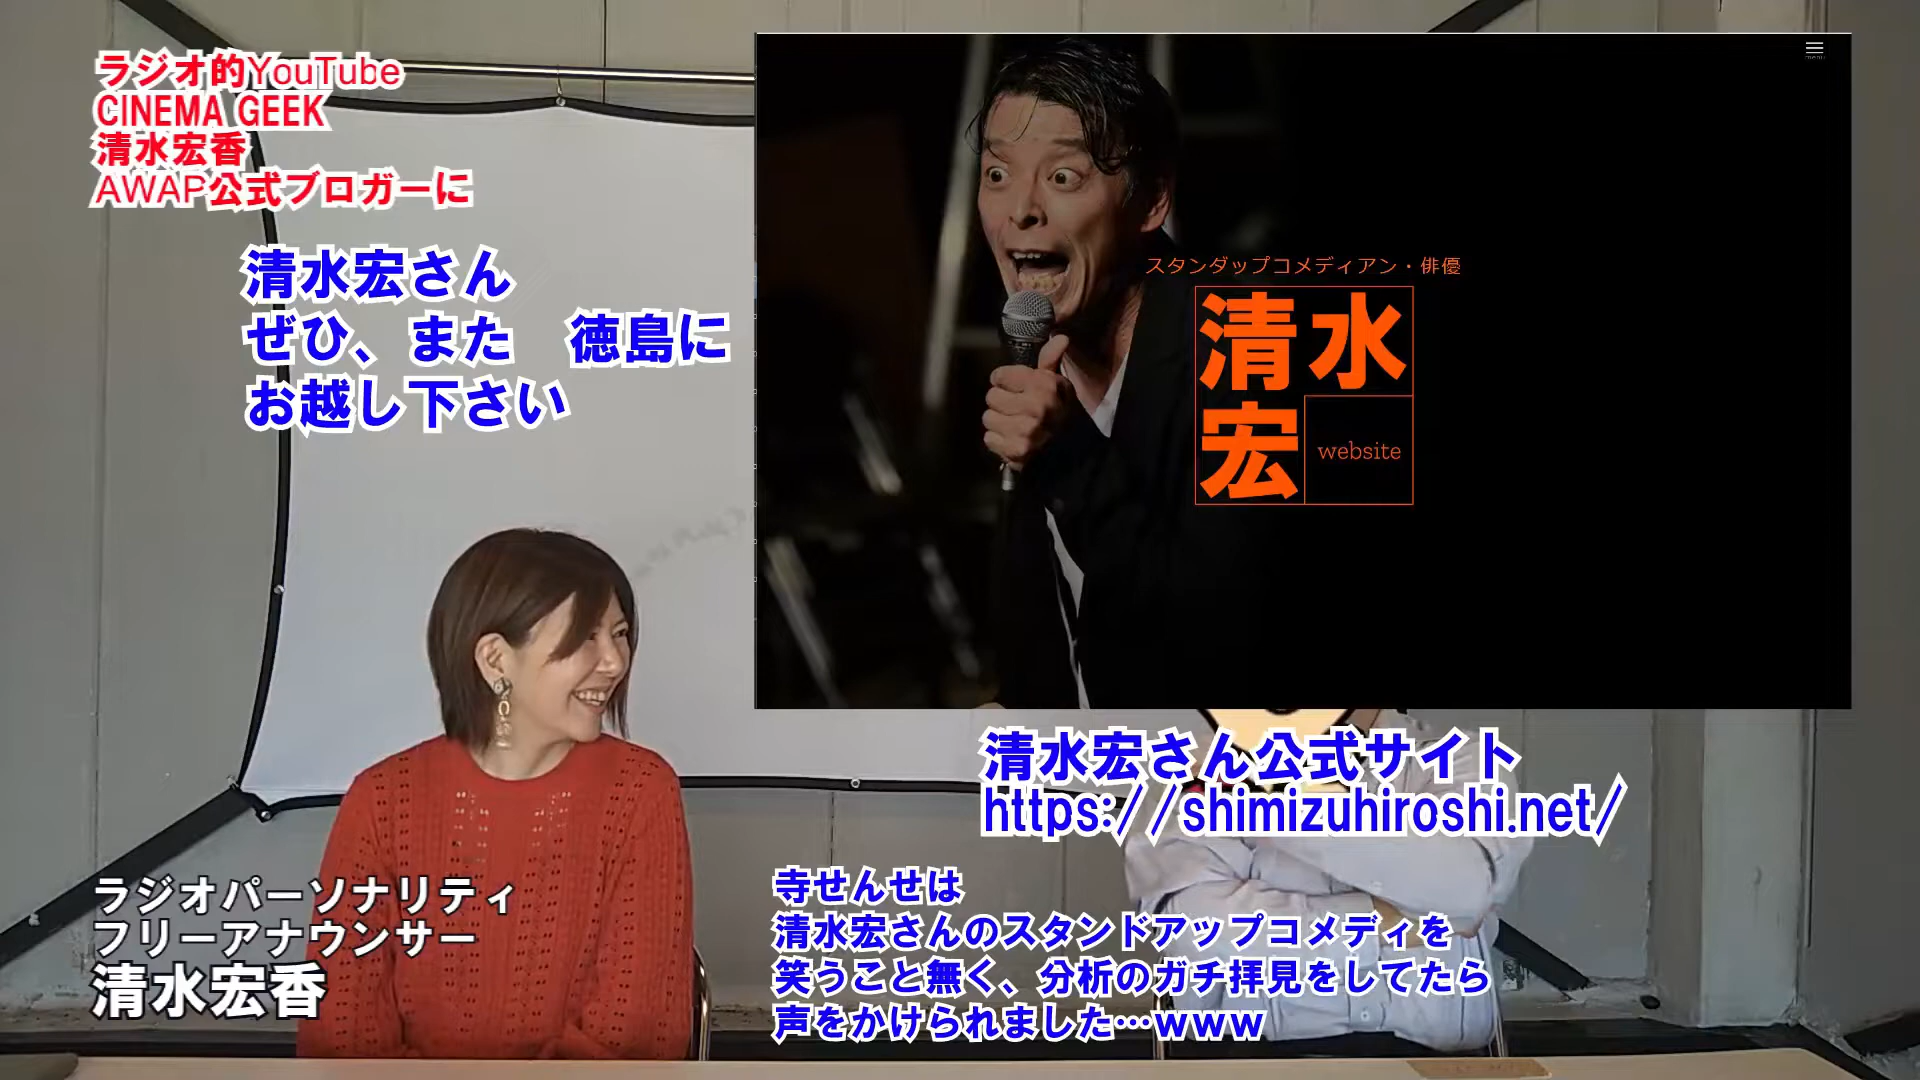 ラジオ的YouTube
CINEMA GEEK
清水宏香
AWAP公式ブロガーに
清水宏さん
ぜひ、また　徳島に
お越し下さい
menu
スタンダップコメディアン・俳優
清水
宏
website
清水宏さん公式サイト
https://shimizuhiroshi.net/
寺せんせは
清水宏さんのスタンドアップコメディを
笑うこと無く、分析のガチ拝見をしてたら
声をかけられました…www
ラジオパーソナリティ
フリーアナウンサー
清水宏香